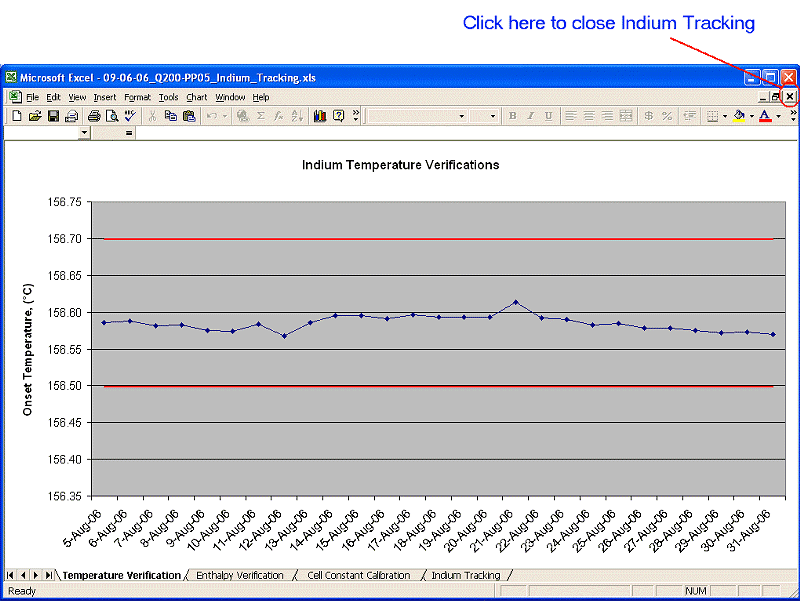 Click here to close Indium Tracking
Microsoft Excel - 09-06-06_Q200-PP05_Indium_Tracking.xls
File Edit View Insert Format Tools Chart Window Help
B I U $ % A
=
Indium Temperature Verifications
Onset Temperature, (°C)
156.75
156.70
156.65
156.60
156.55
156.50
156.45
156.40
156.35
5-Aug-06 6-Aug-06 7-Aug-06 8-Aug-06 9-Aug-06 10-Aug-06 11-Aug-06 12-Aug-06 13-Aug-06 14-Aug-06 15-Aug-06 16-Aug-06 17-Aug-06 18-Aug-06 19-Aug-06 20-Aug-06 21-Aug-06 22-Aug-06 23-Aug-06 24-Aug-06 25-Aug-06 26-Aug-06 27-Aug-06 28-Aug-06 29-Aug-06 30-Aug-06 31-Aug-06
Temperature Verification / Enthalpy Verification / Cell Constant Calibration / Indium Tracking /
Ready NUM